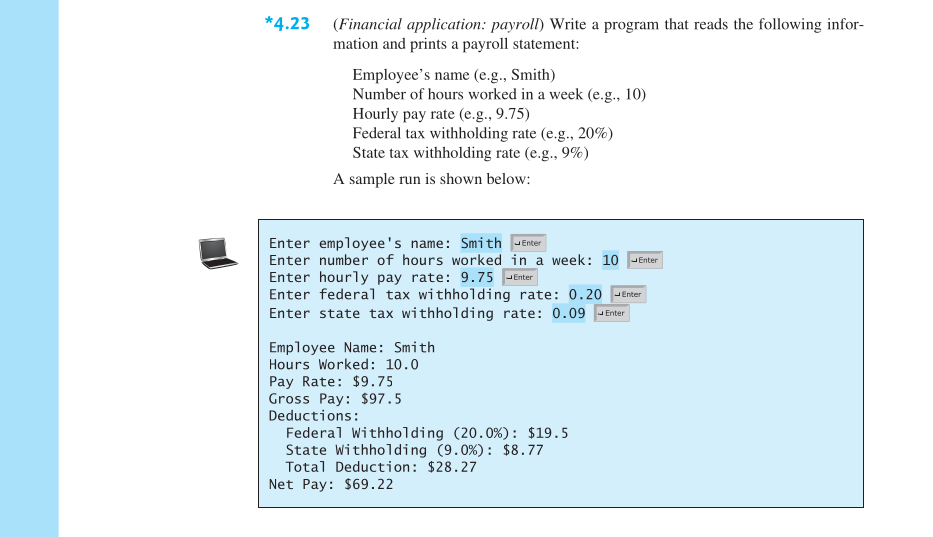 *4.23 (Financial application: payroll) Write a program that reads the following infor-
mation and prints a payroll statement:
Employee’s name (e.g., Smith)
Number of hours worked in a week (e.g., 10)
Hourly pay rate (e.g., 9.75)
Federal tax withholding rate (e.g., 20%)
State tax withholding rate (e.g., 9%)
A sample run is shown below:
Enter employee's name: Smith ↵Enter
Enter number of hours worked in a week: 10 ↵Enter
Enter hourly pay rate: 9.75 ↵Enter
Enter federal tax withholding rate: 0.20 ↵Enter
Enter state tax withholding rate: 0.09 ↵Enter
Employee Name: Smith
Hours Worked: 10.0
Pay Rate: $9.75
Gross Pay: $97.5
Deductions:
Federal Withholding (20.0%): $19.5
State Withholding (9.0%): $8.77
Total Deduction: $28.27
Net Pay: $69.22